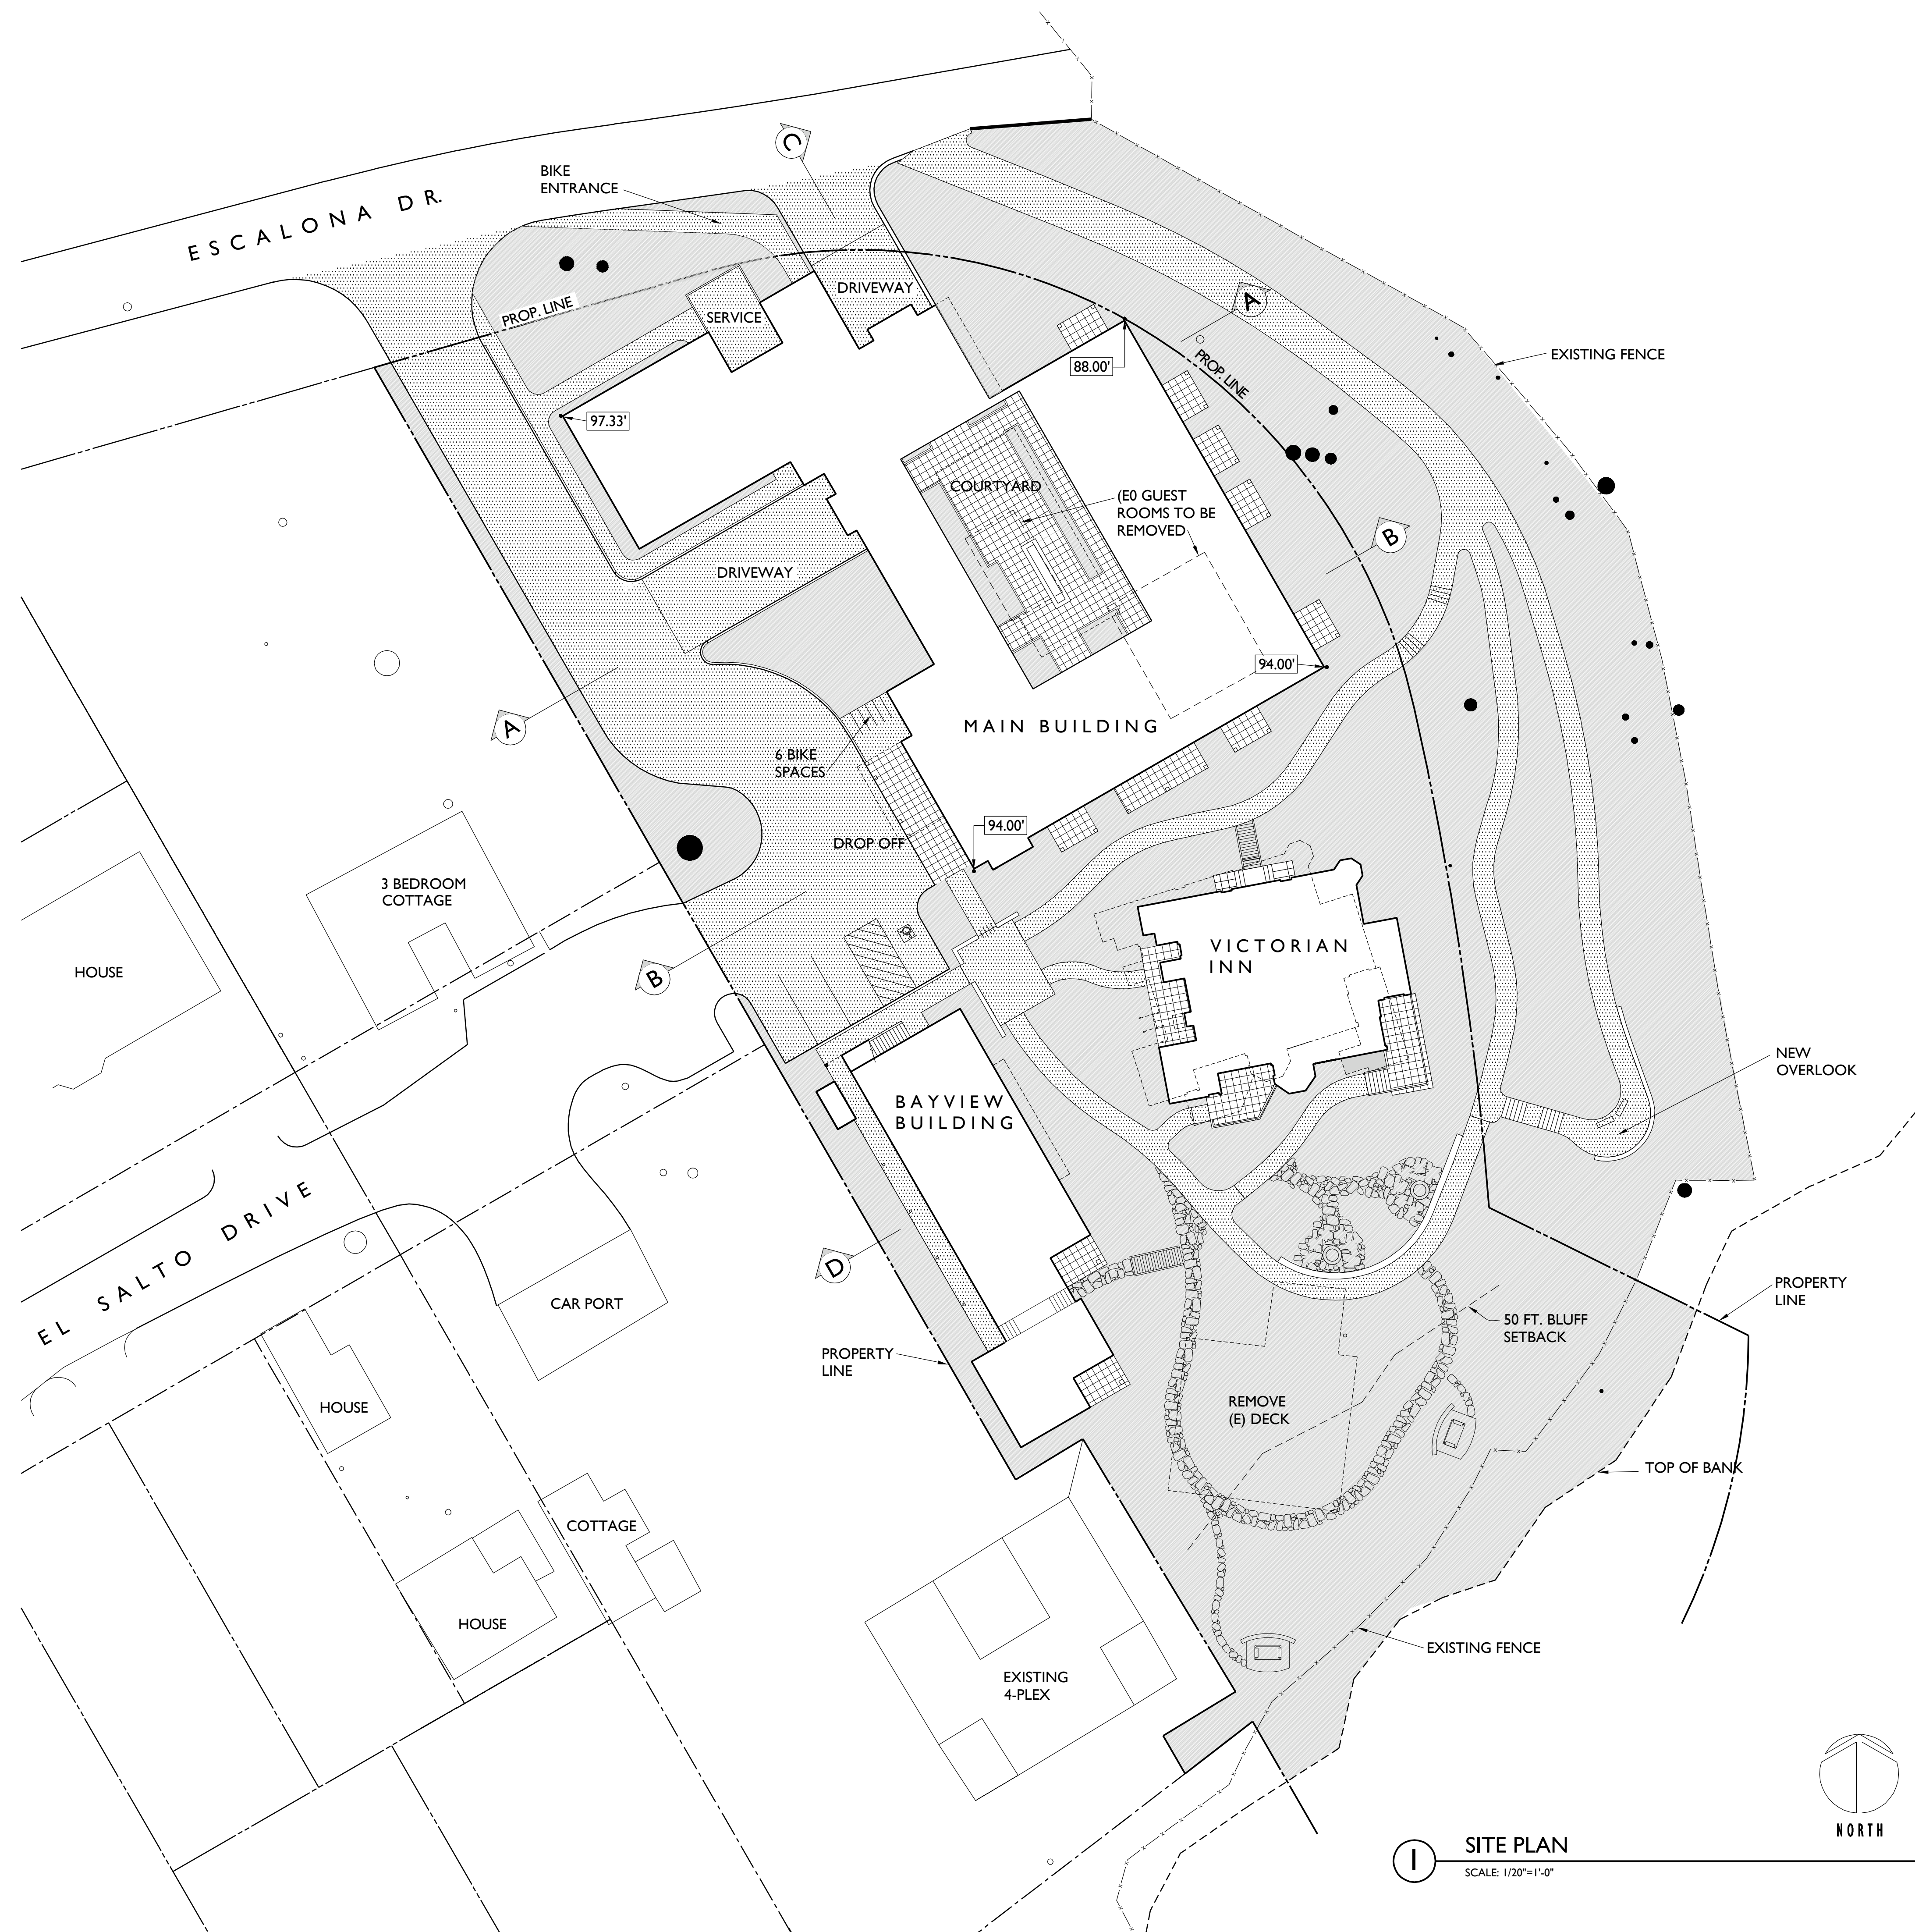 C
BIKE
ENTRANCE
ESCALONA DR.
DRIVEWAY
A
PROP. LINE
SERVICE
EXISTING FENCE
88.00'
PROP. LINE
97.33'
COURTYARD
(E0 GUEST
ROOMS TO BE
REMOVED
B
DRIVEWAY
94.00'
A
MAIN BUILDING
6 BIKE
SPACES
94.00'
DROP OFF
3 BEDROOM
COTTAGE
VICTORIAN
INN
HOUSE
B
NEW
OVERLOOK
BAYVIEW
BUILDING
EL SALTO DRIVE
D
CAR PORT
PROPERTY
LINE
50 FT. BLUFF
SETBACK
PROPERTY
LINE
HOUSE
REMOVE
(E) DECK
TOP OF BANK
COTTAGE
HOUSE
EXISTING FENCE
EXISTING
4-PLEX
NORTH
1
SITE PLAN
SCALE: 1/20"=1'-0"